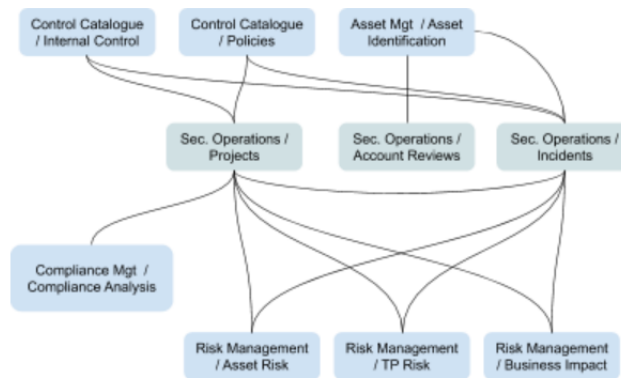 Control Catalogue
/ Internal Control
Control Catalogue
/ Policies
Asset Mgt / Asset
Identification
Sec. Operations /
Projects
Sec. Operations /
Account Reviews
Sec. Operations /
Incidents
Compliance Mgt /
Compliance Analysis
Risk Management
/ Asset Risk
Risk Management
/ TP Risk
Risk Management
/ Business Impact